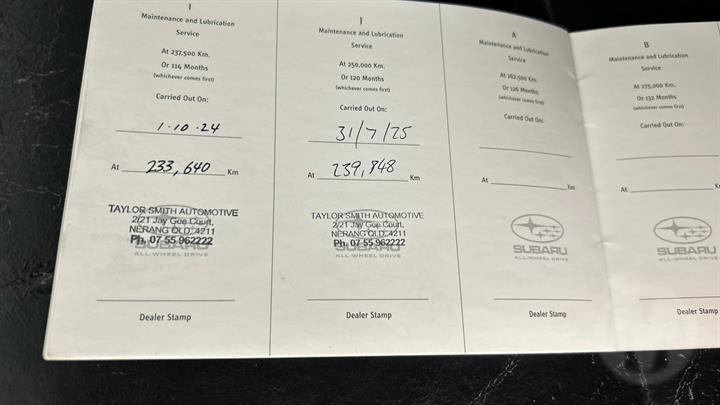 I
Maintenance and Lubrication
Service
At 237,500 Km.
Or 114 Months
(whichever comes first)
Carried Out On:
1-10-24
At 233,640 Km
TAYLOR SMITH AUTOMOTIVE
2/21 Jay Gee Court,
NERANG QLD. 4211
Ph. 07 55 962222
SUBARU
ALL-WHEEL DRIVE
Dealer Stamp
I
Maintenance and Lubrication
Service
At 250,000 Km.
Or 120 Months
(whichever comes first)
Carried Out On:
31/7/25
At 239,848 Km
TAYLOR SMITH AUTOMOTIVE
2/21 Jay Gee Court,
NERANG QLD. 4211
Ph. 07 55 962222
SUBARU
ALL-WHEEL DRIVE
Dealer Stamp
A
Maintenance and Lubrication
Service
At 262,500 Km.
Or 126 Months
(whichever comes first)
Carried Out On:
At Km
SUBARU
ALL-WHEEL DRIVE
Dealer Stamp
B
Maintenance and Lubrication
Service
At 275,000 Km.
Or 132 Months
(whichever comes first)
Carried Out On:
At Km
SUBARU
ALL-WHEEL DRIVE
Dealer Stamp